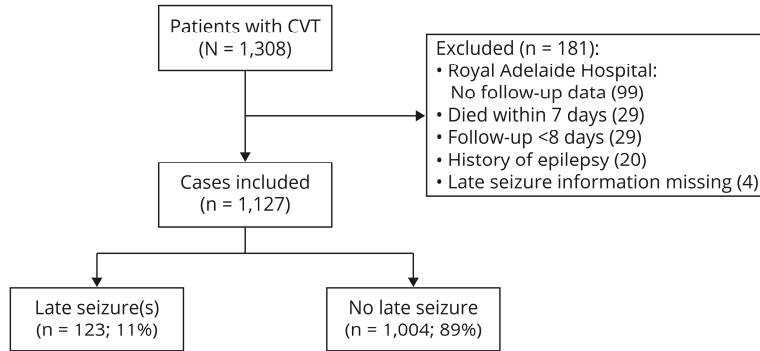 Patients with CVT
(N = 1,308)
Excluded (n = 181):
• Royal Adelaide Hospital:
No follow-up data (99)
• Died within 7 days (29)
• Follow-up <8 days (29)
• History of epilepsy (20)
• Late seizure information missing (4)
Cases included
(n = 1,127)
Late seizure(s)
(n = 123; 11%)
No late seizure
(n = 1,004; 89%)